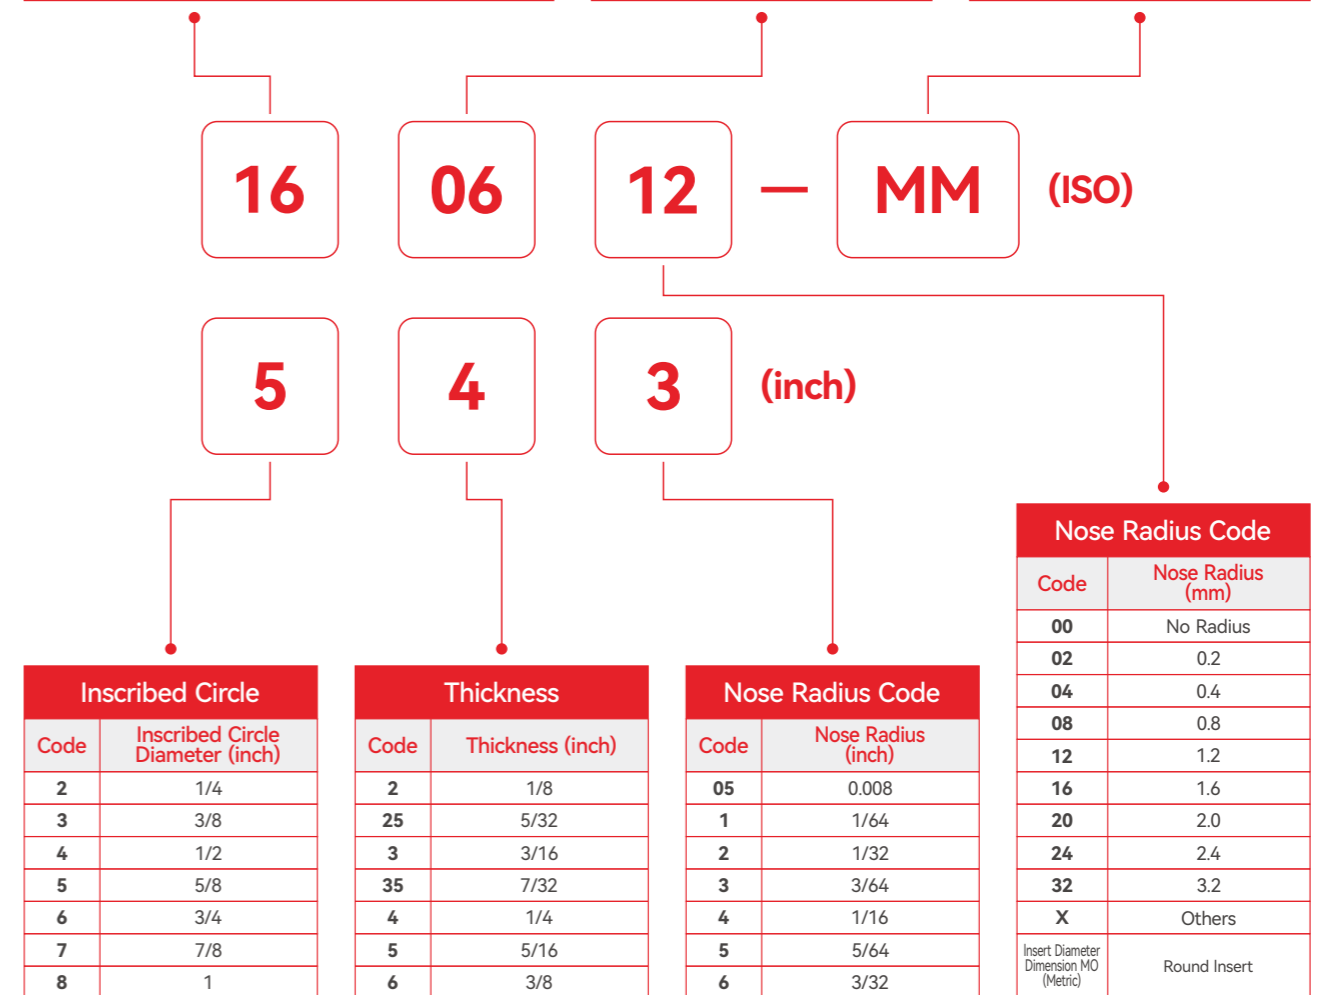 16 06 12 — MM (ISO)
5 4 3 (inch)
Nose Radius Code
Code Nose Radius
(mm)
00 No Radius
02 0.2
04 0.4
08 0.8
12 1.2
16 1.6
20 2.0
24 2.4
32 3.2
X Others
Insert Diameter
Dimension MO
(Metric)
Round Insert
Inscribed Circle
Code Inscribed Circle
Diameter (inch)
2 1/4
3 3/8
4 1/2
5 5/8
6 3/4
7 7/8
8 1
Thickness
Code Thickness (inch)
2 1/8
25 5/32
3 3/16
35 7/32
4 1/4
5 5/16
6 3/8
Nose Radius Code
Code Nose Radius
(inch)
05 0.008
1 1/64
2 1/32
3 3/64
4 1/16
5 5/64
6 3/32